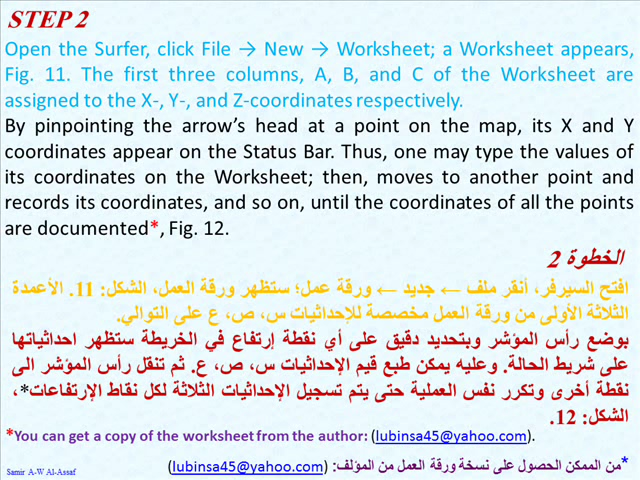 STEP 2
Open the Surfer, click File → New → Worksheet; a Worksheet appears,
Fig. 11. The first three columns, A, B, and C of the Worksheet are
assigned to the X-, Y-, and Z-coordinates respectively.
By pinpointing the arrow's head at a point on the map, its X and Y
coordinates appear on the Status Bar. Thus, one may type the values of
its coordinates on the Worksheet; then, moves to another point and
records its coordinates, and so on, until the coordinates of all the points
are documented*, Fig. 12.
الخطوة 2
افتح السيرفر، أنقر ملف ← جديد ← ورقة عمل؛ ستظهر ورقة العمل، الشكل: 11. الأعمدة
الثلاثة الأولى من ورقة العمل مخصصة للإحداثيات س، ص، ع على التوالي.
بوضع رأس المؤشر وبتحديد دقيق على أي نقطة إرتفاع في الخريطة ستظهر احداثياتها
على شريط الحالة. وعليه يمكن طبع قيم الإحداثيات س، ص، ع. ثم تنقل رأس المؤشر الى
نقطة أخرى وتكرر نفس العملية حتى يتم تسجيل الإحداثيات الثلاثة لكل نقاط الإرتفاعات*،
الشكل: 12.
*You can get a copy of the worksheet from the author: (lubinsa45@yahoo.com).
*من الممكن الحصول على نسخة ورقة العمل من المؤلف: (lubinsa45@yahoo.com)
Samir A-W Al-Assaf